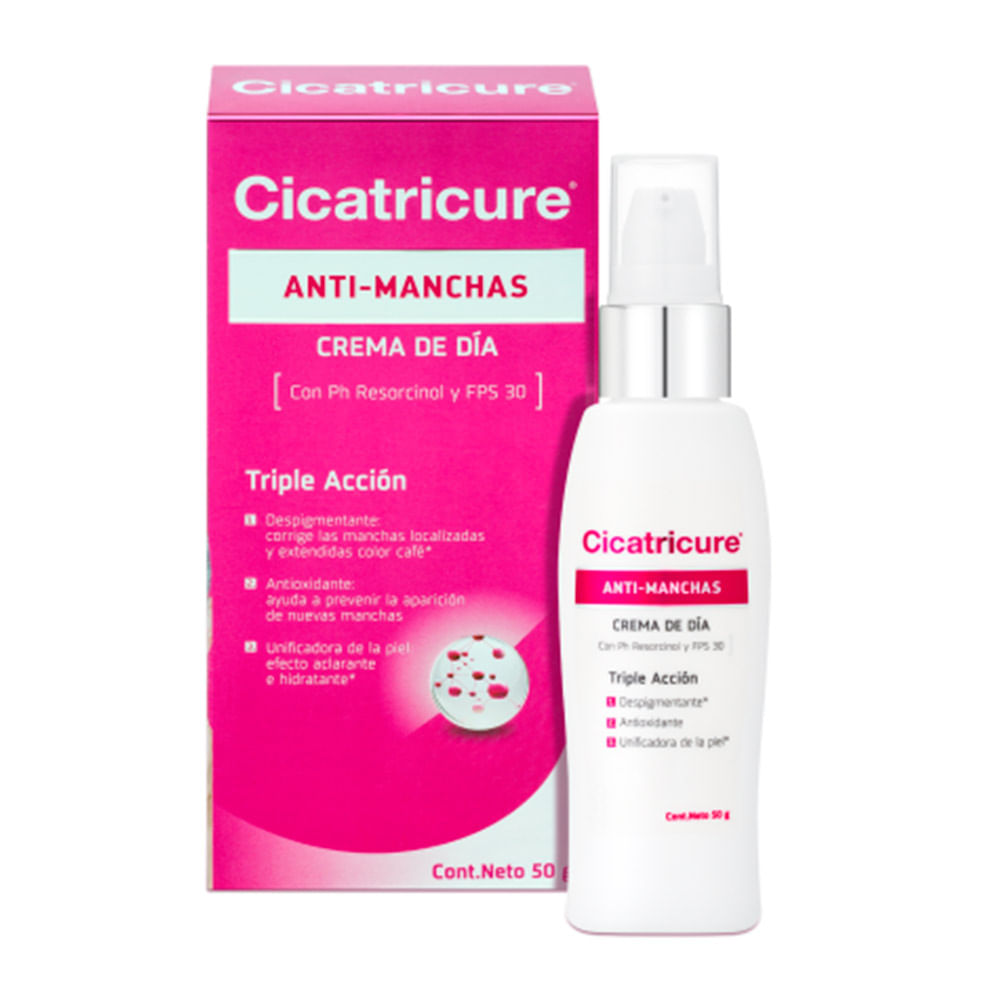 Cicatricure
Cicatricure®
ANTI-MANCHAS
CREMA DE DÍA
[Con Ph Resorcinol y FPS 30]
Triple Acción
1 Despigmentante:
corrige las manchas localizadas
y extendidas color café*
2 Antioxidante:
ayuda a prevenir la aparición
de nuevas manchas
3 Unificadora de la piel
efecto aclarante
e hidratante*
Cont.Neto 50 g
Cicatricure®
ANTI-MANCHAS
CREMA DE DÍA
Con Ph Resorcinol y FPS 30]
Triple Acción
1 Despigmentante*
2 Antioxidante
3 Unificadora de la piel*
Cont.Neto 50 g